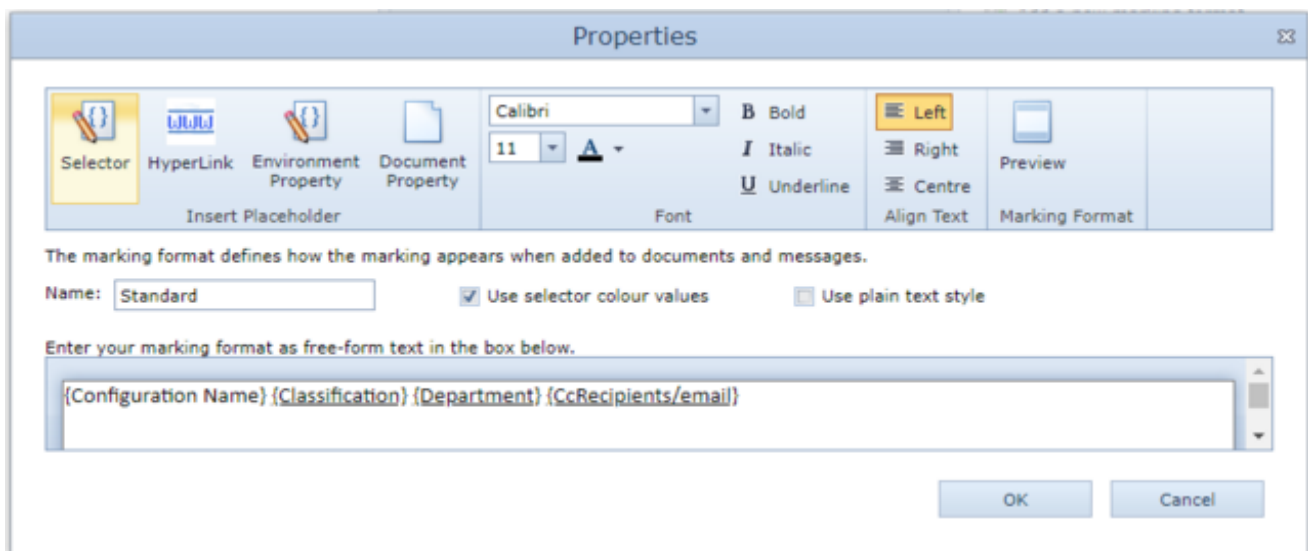 Properties
Selector
HyperLink
Environment Property
Document Property
Insert Placeholder
Calibri
11
A
B Bold
I Italic
U Underline
Font
Left
Right
Centre
Align Text
Preview
Marking Format
The marking format defines how the marking appears when added to documents and messages.
Name: Standard
Use selector colour values
Use plain text style
Enter your marking format as free-form text in the box below.
{Configuration Name} {Classification} {Department} {CcRecipients/email}
OK
Cancel